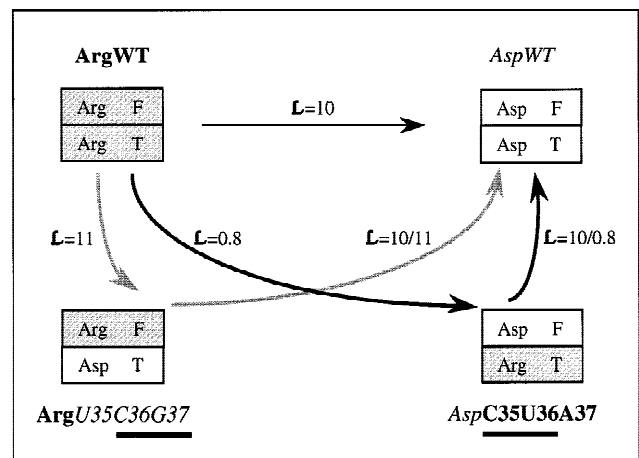 ArgWT AspWT
£=10
Arg F Asp F
Arg T Asp T
£=11 £=0.8 £=10/11 £=10/0.8
Arg F Asp F
Asp T Arg T
ArgU35C36G37 AspC35U36A37